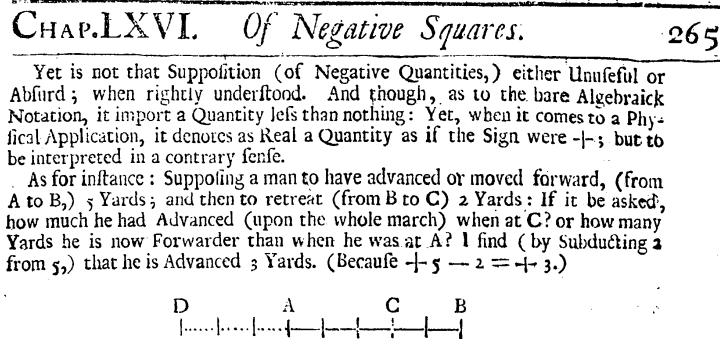 CHAP.LXVI. Of Negative Squares. 265
Yet is not that Suppoſition (of Negative Quantities,) either Unuſeful or
Abſurd; when rightly underſtood. And though, as to the bare Algebraick
Notation, it import a Quantity leſs than nothing: Yet, when it comes to a Phy-
ſical Application, it denotes as Real a Quantity as if the Sign were +; but to
be interpreted in a contrary ſenſe.
As for inſtance: Suppoſing a man to have advanced or moved forward, (from
A to B,) 5 Yards; and then to retreat (from B to C) 2 Yards: If it be asked,
how much he had Advanced (upon the whole march) when at C? or how many
Yards he is now Forwarder than when he was at A? I find (by Subducting 2
from 5,) that he is Advanced 3 Yards. (Becauſe + 5 — 2 = + 3.)
D A C B